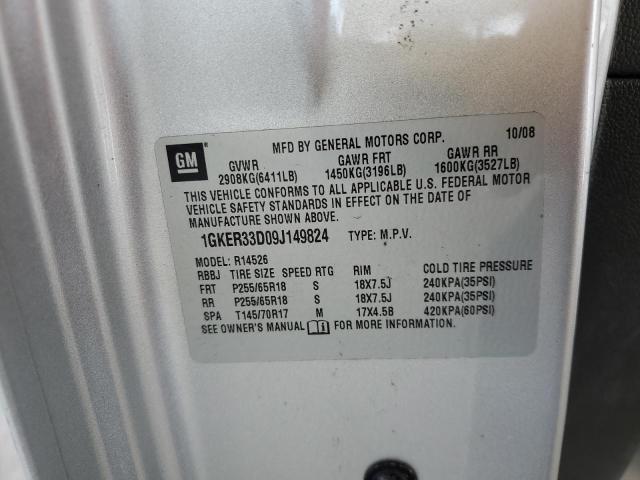 GM
MFD BY GENERAL MOTORS CORP. 10/08
GVWR GAWR FRT GAWR RR
2908KG(6411LB) 1450KG(3196LB) 1600KG(3527LB)
THIS VEHICLE CONFORMS TO ALL APPLICABLE U.S. FEDERAL MOTOR
VEHICLE SAFETY STANDARDS IN EFFECT ON THE DATE OF
MANUFACTURE SHOWN ABOVE.
1GKER33D09J149824 TYPE: M.P.V.
MODEL: R14526
RBBJ TIRE SIZE SPEED RTG RIM COLD TIRE PRESSURE
FRT P255/65R18 S 18X7.5J 240KPA(35PSI)
RR P255/65R18 S 18X7.5J 240KPA(35PSI)
SPA T145/70R17 M 17X4.5B 420KPA(60PSI)
SEE OWNER'S MANUAL FOR MORE INFORMATION.